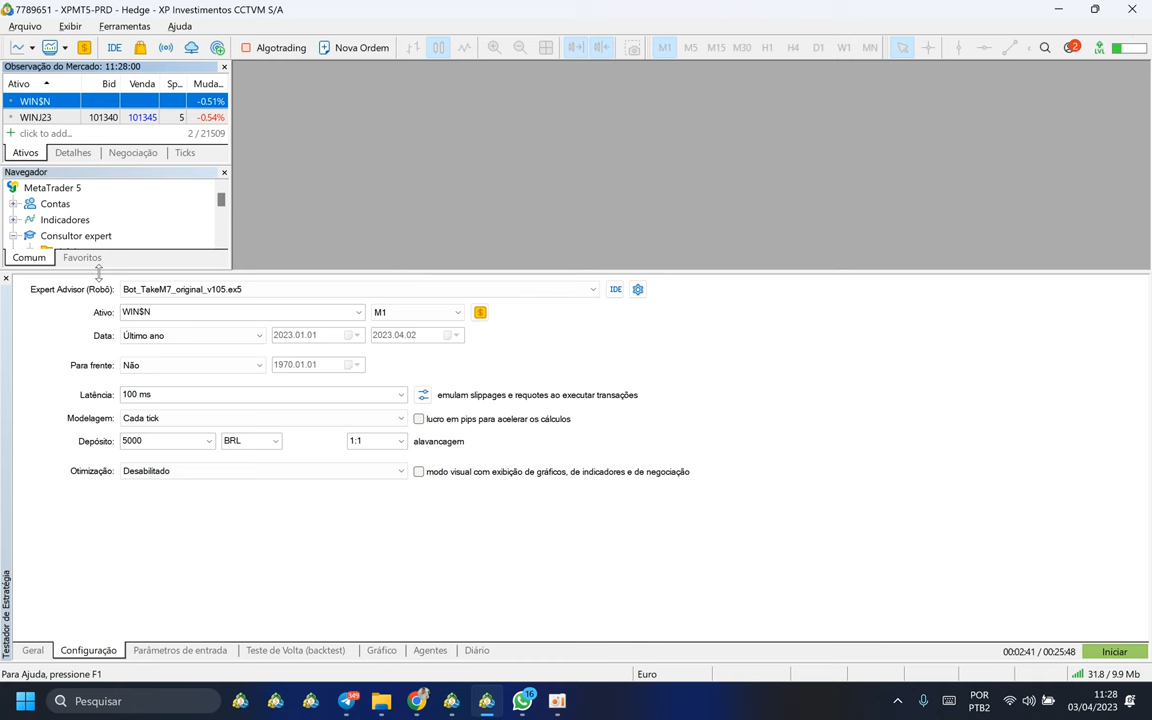 7789651 - XPMT5-PRD - Hedge - XP Investimentos CCTVM S/A
Arquivo Exibir Ferramentas Ajuda
IDE Algotrading Nova Ordem M1 M5 M15 M30 H1 H4 D1 W1 MN 2 LVL
Observação do Mercado: 11:28:00
Ativo Bid Venda Sp... Muda...
WIN$N -0.51%
WINJ23 101340 101345 5 -0.54%
click to add... 2 / 21509
Ativos Detalhes Negociação Ticks
Navegador
MetaTrader 5
Contas
Indicadores
Consultor expert
Comum Favoritos
Expert Advisor (Robô): Bot_TakeM7_original_v105.ex5 IDE
Ativo: WIN$N M1
Data: Último ano 2023.01.01 2023.04.02
Para frente: Não 1970.01.01
Latência: 100 ms emulam slippages e requotes ao executar transações
Modelagem: Cada tick lucro em pips para acelerar os cálculos
Depósito: 5000 BRL 1:1 alavancagem
Otimização: Desabilitado modo visual com exibição de gráficos, de indicadores e de negociação
Testador de Estratégia
Geral Configuração Parâmetros de entrada Teste de Volta (backtest) Gráfico Agentes Diário 00:02:41 / 00:25:48 Iniciar
Para Ajuda, pressione F1 Euro 31.8 / 9.9 Mb
Pesquisar 349 16 POR 11:28
PTB2 03/04/2023